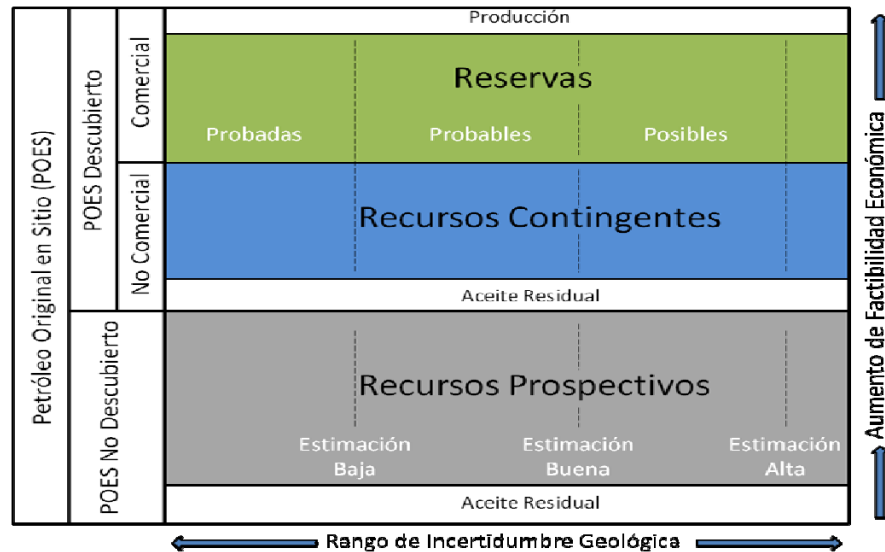 Producción
Reservas
Probadas
Probables
Posibles
Recursos Contingentes
Aceite Residual
Recursos Prospectivos
Estimación
Baja
Estimación
Buena
Estimación
Alta
Aceite Residual
Petróleo Original en Sitio (POES)
POES Descubierto
Comercial
No Comercial
POES No Descubierto
Aumento de Factibilidad Económica
Rango de Incertidumbre Geológica